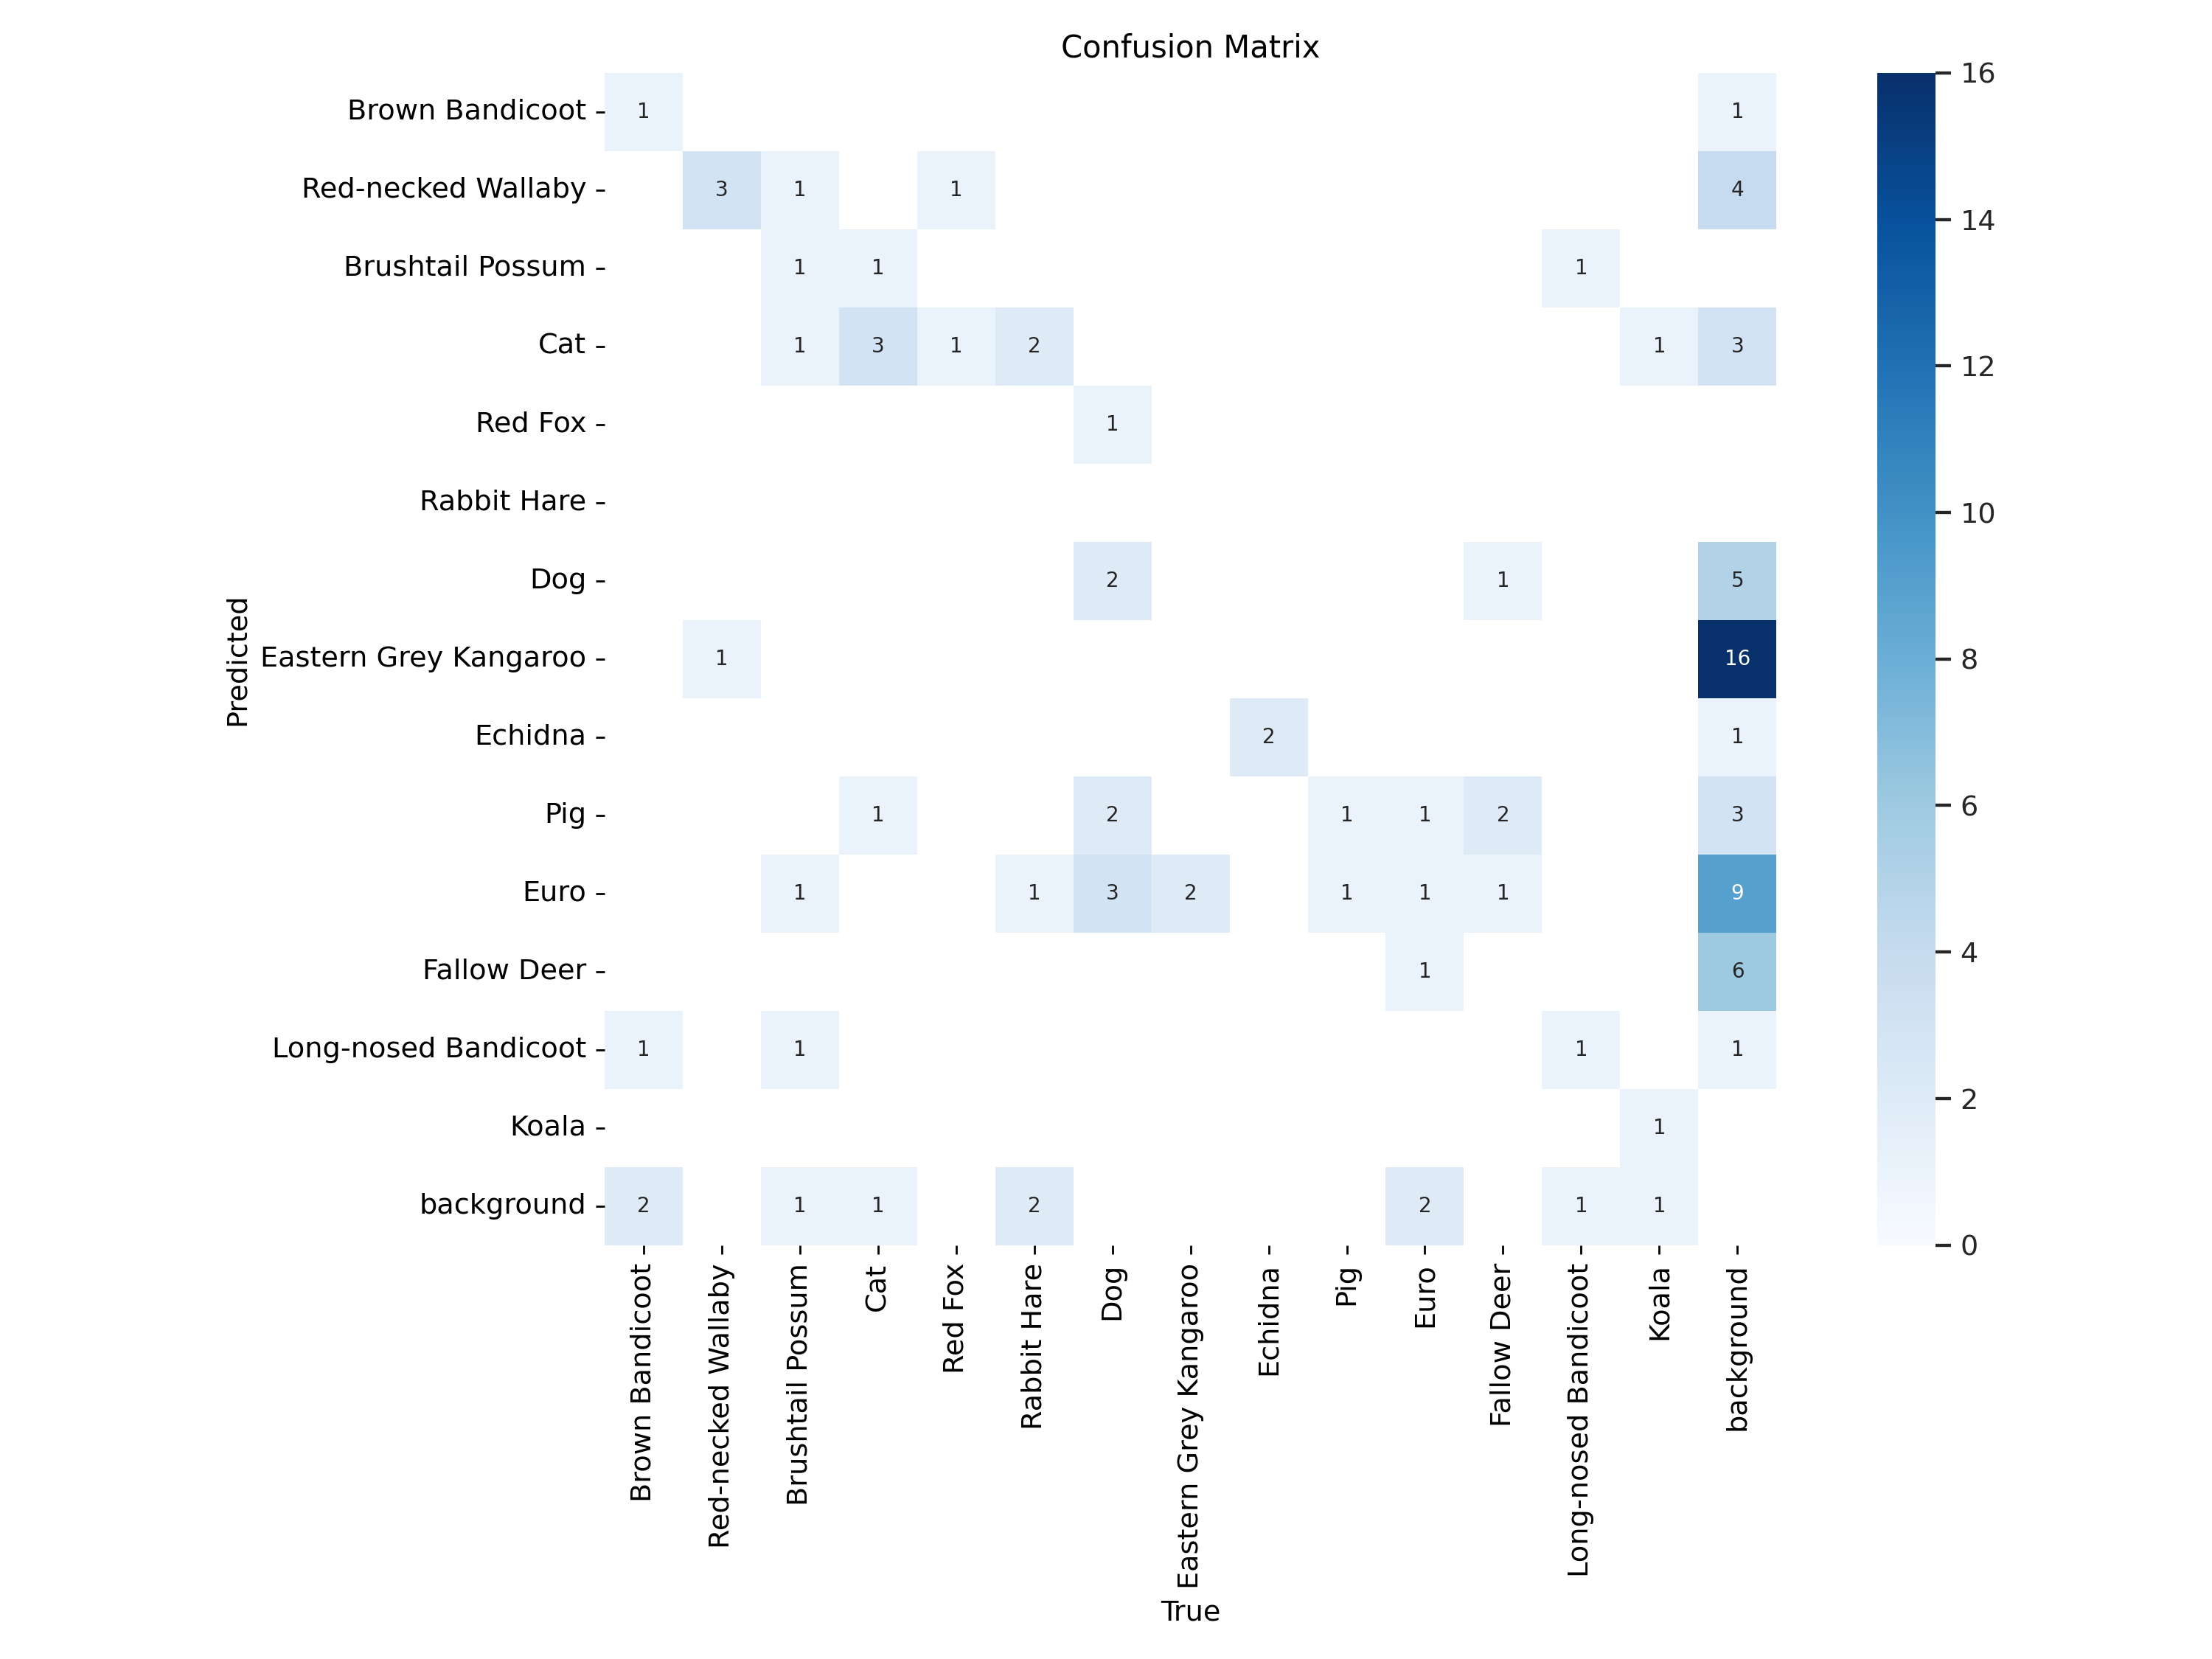 Confusion Matrix
Predicted
Brown Bandicoot 1 1
Red-necked Wallaby 3 1 1 4
Brushtail Possum 1 1 1
Cat 1 3 1 2 1 3
Red Fox 1
Rabbit Hare
Dog 2 1 5
Eastern Grey Kangaroo 1 16
Echidna 2 1
Pig 1 2 1 1 2 3
Euro 1 1 3 2 1 1 1 9
Fallow Deer 1 6
Long-nosed Bandicoot 1 1 1 1
Koala 1
background 2 1 1 2 2 1 1
Brown Bandicoot
Red-necked Wallaby
Brushtail Possum
Cat
Red Fox
Rabbit Hare
Dog
Eastern Grey Kangaroo
Echidna
Pig
Euro
Fallow Deer
Long-nosed Bandicoot
Koala
background
True
16
14
12
10
8
6
4
2
0